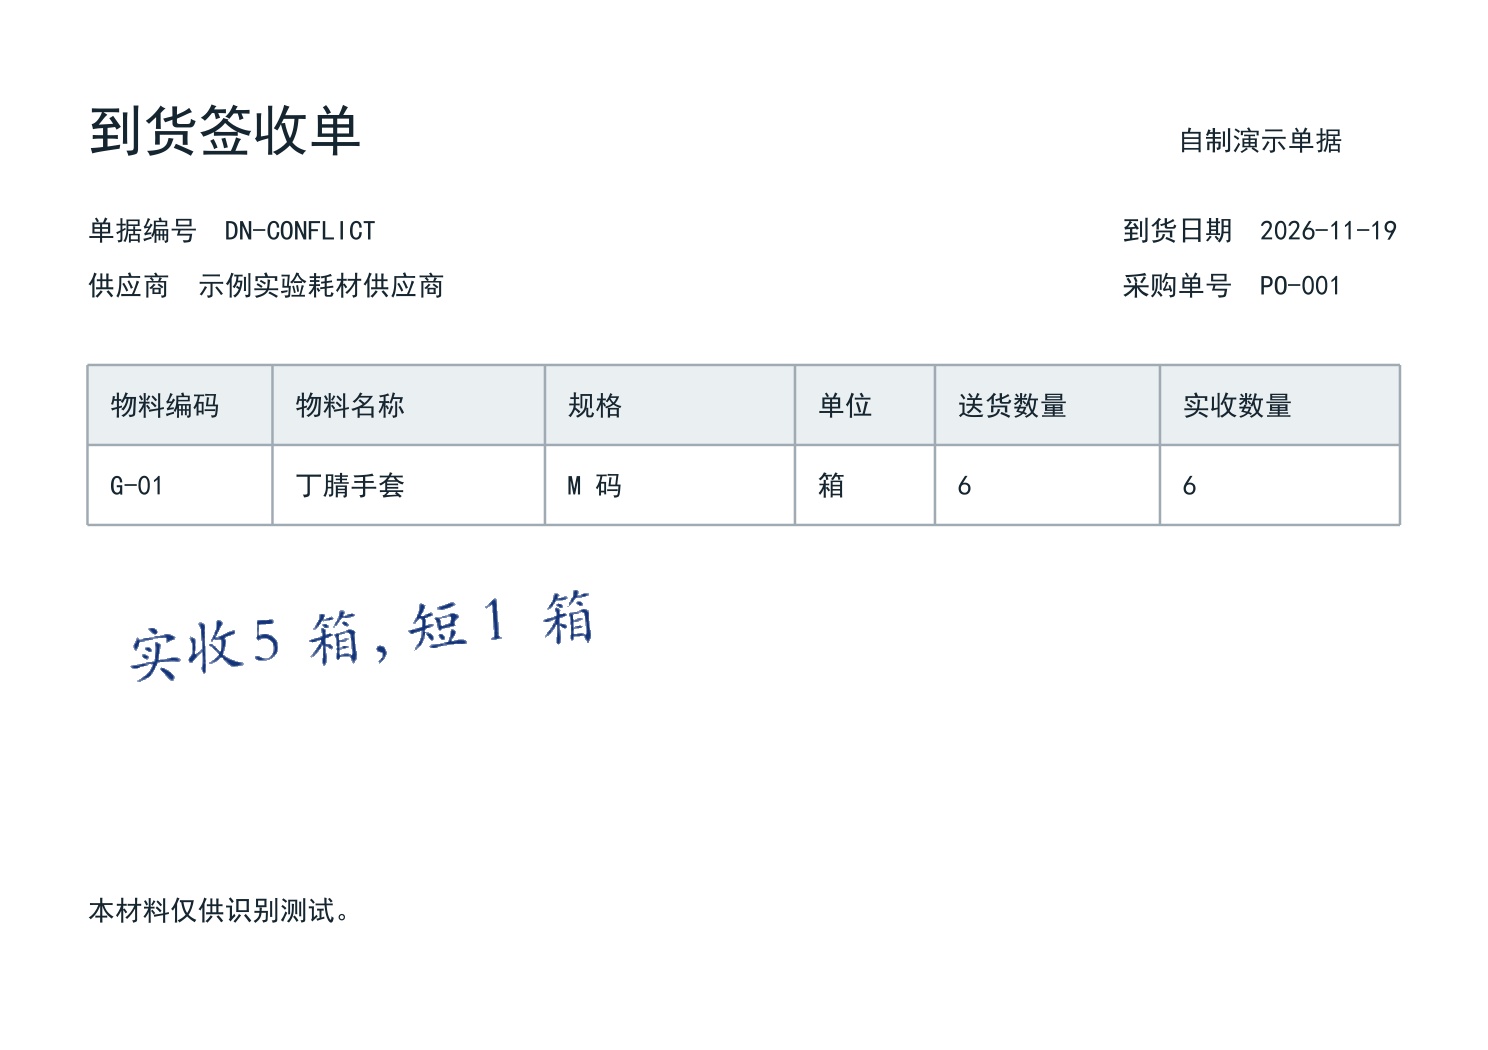 到货签收单
自制演示单据
单据编号 DN-CONFLICT
到货日期 2026-11-19
供应商 示例实验耗材供应商
采购单号 PO-001
物料编码 物料名称 规格 单位 送货数量 实收数量
G-01 丁腈手套 M 码 箱 6 6
实收5 箱,短1 箱
本材料仅供识别测试。